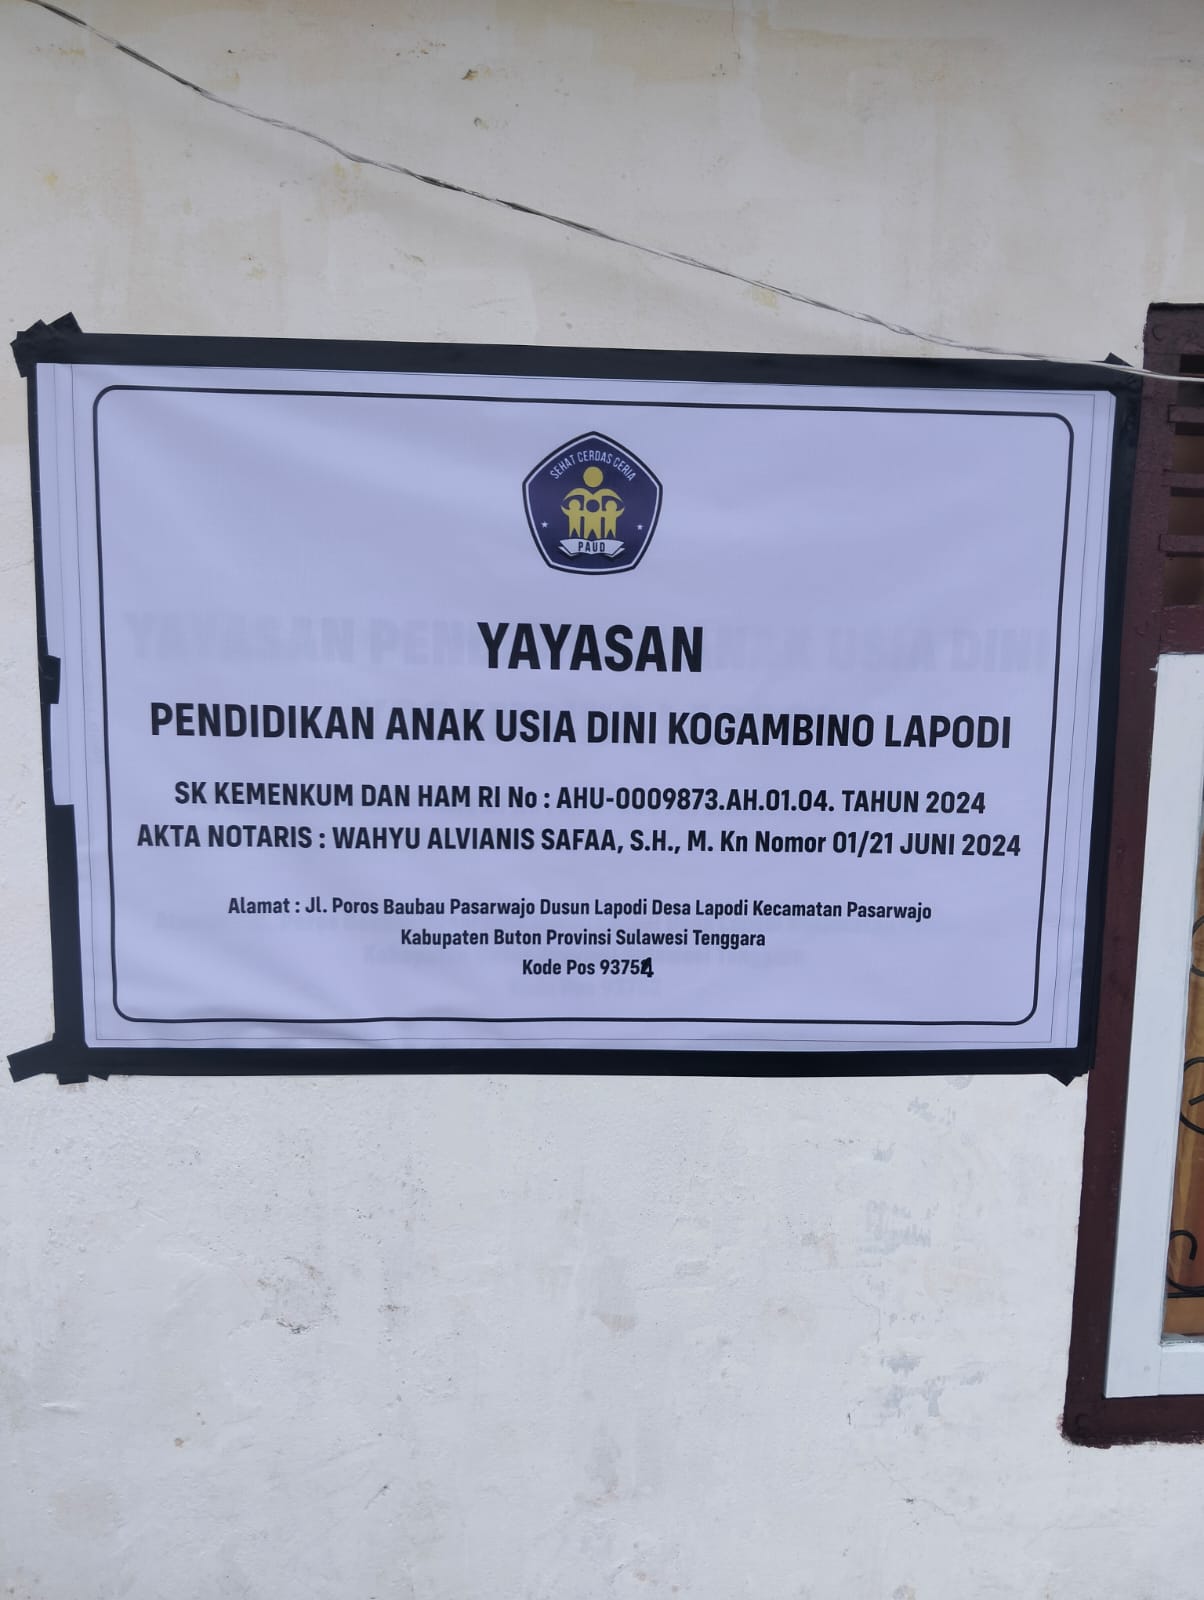 SEHAT CERDAS CERIA
PAUD
YAYASAN
PENDIDIKAN ANAK USIA DINI KOGAMBINO LAPODI
SK KEMENKUM DAN HAM RI No : AHU-0009873.AH.01.04. TAHUN 2024
AKTA NOTARIS : WAHYU ALVIANIS SAFAA, S.H., M. Kn Nomor 01/21 JUNI 2024
Alamat : Jl. Poros Baubau Pasarwajo Dusun Lapodi Desa Lapodi Kecamatan Pasarwajo
Kabupaten Buton Provinsi Sulawesi Tenggara
Kode Pos 93754